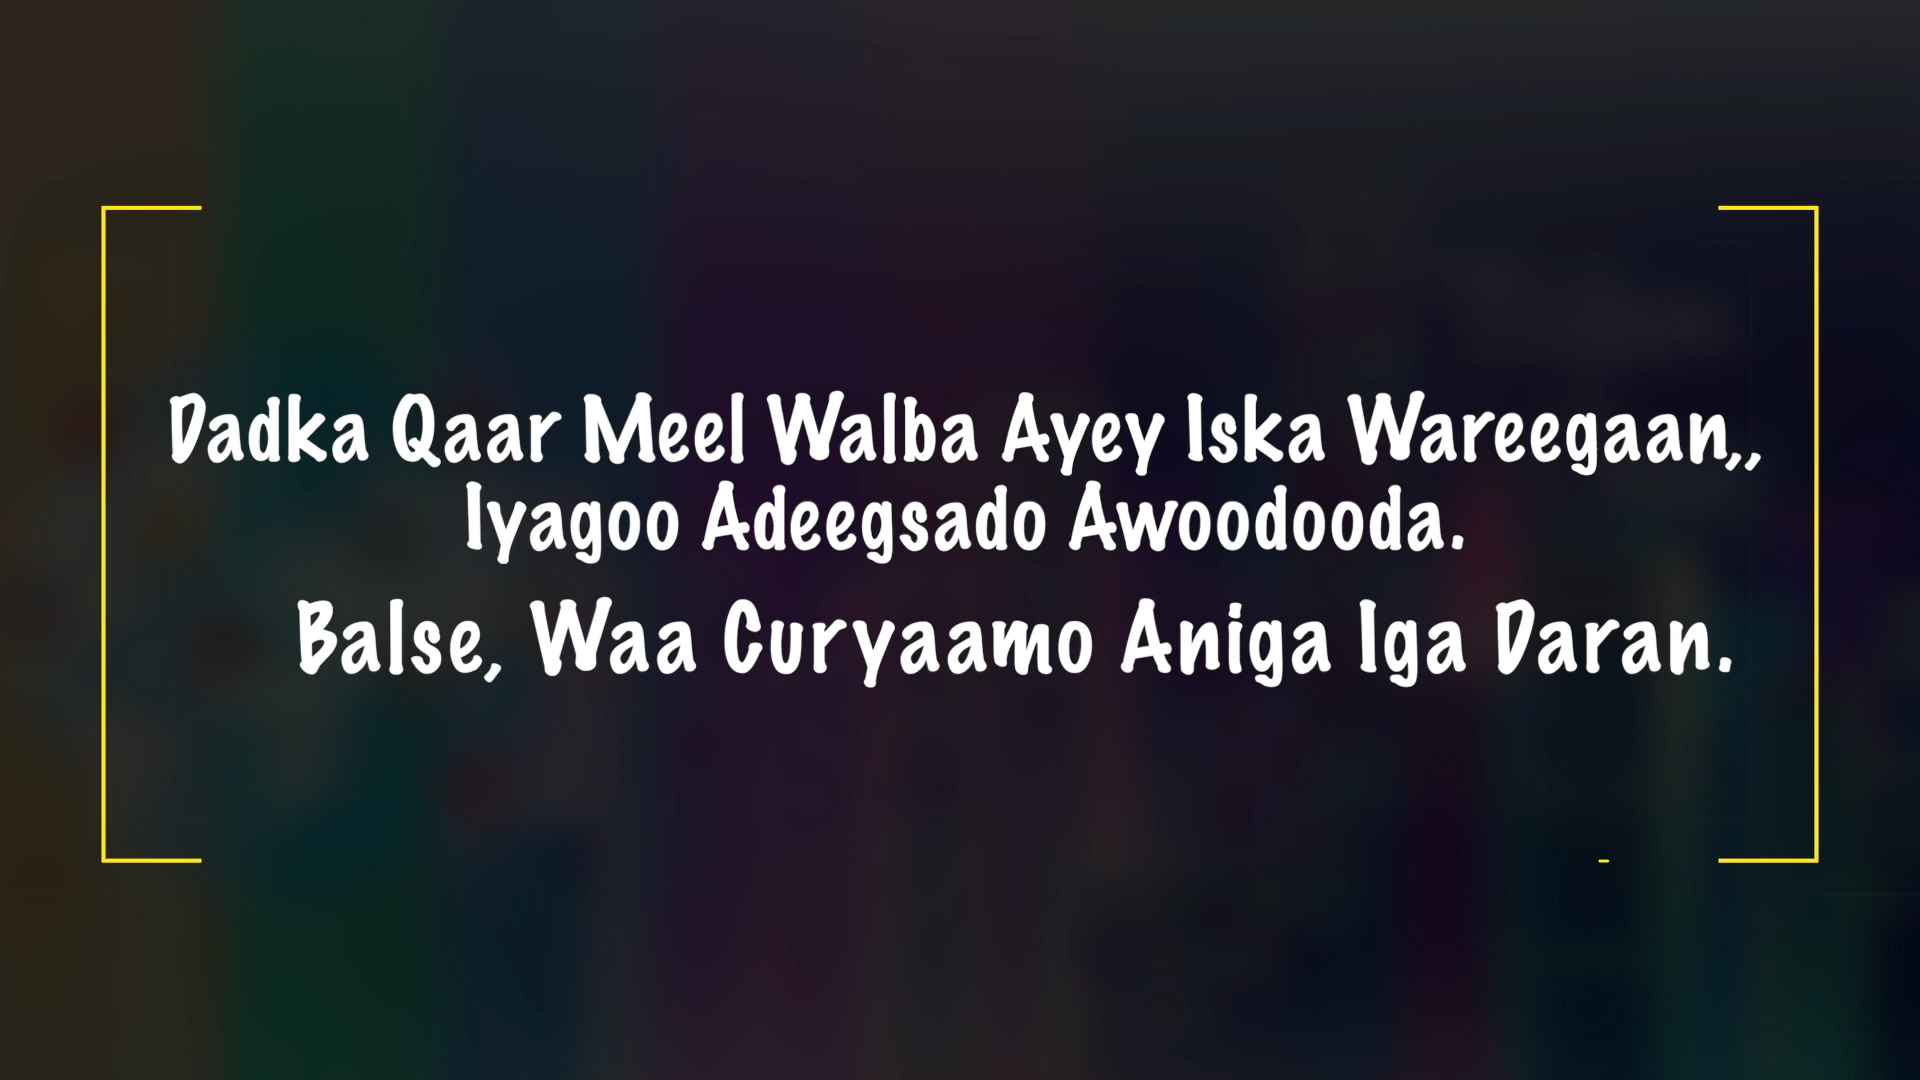 Dadka Qaar Meel Walba Ayey Iska Wareegaan,,
Iyagoo Adeegsado Awoodooda.
Balse, Waa Curyaamo Aniga Iga Daran.